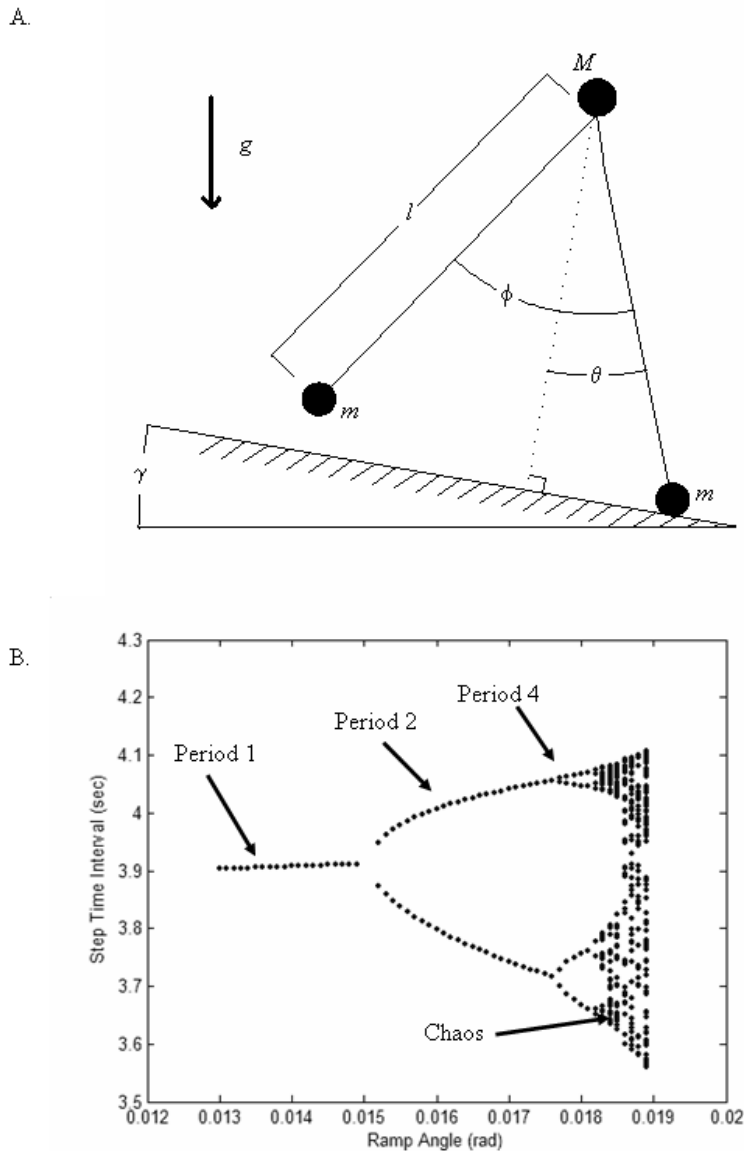 A.
M
g
l
ϕ
θ
m
γ
m
B.
4.3
4.2
4.1
4
3.9
3.8
3.7
3.6
3.5
Step Time Interval (sec)
Period 1
Period 2
Period 4
Chaos
0.012 0.013 0.014 0.015 0.016 0.017 0.018 0.019 0.02
Ramp Angle (rad)